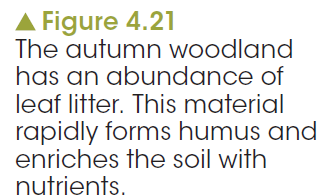 ▲ Figure 4.21
The autumn woodland
has an abundance of
leaf litter. This material
rapidly forms humus and
enriches the soil with
nutrients.